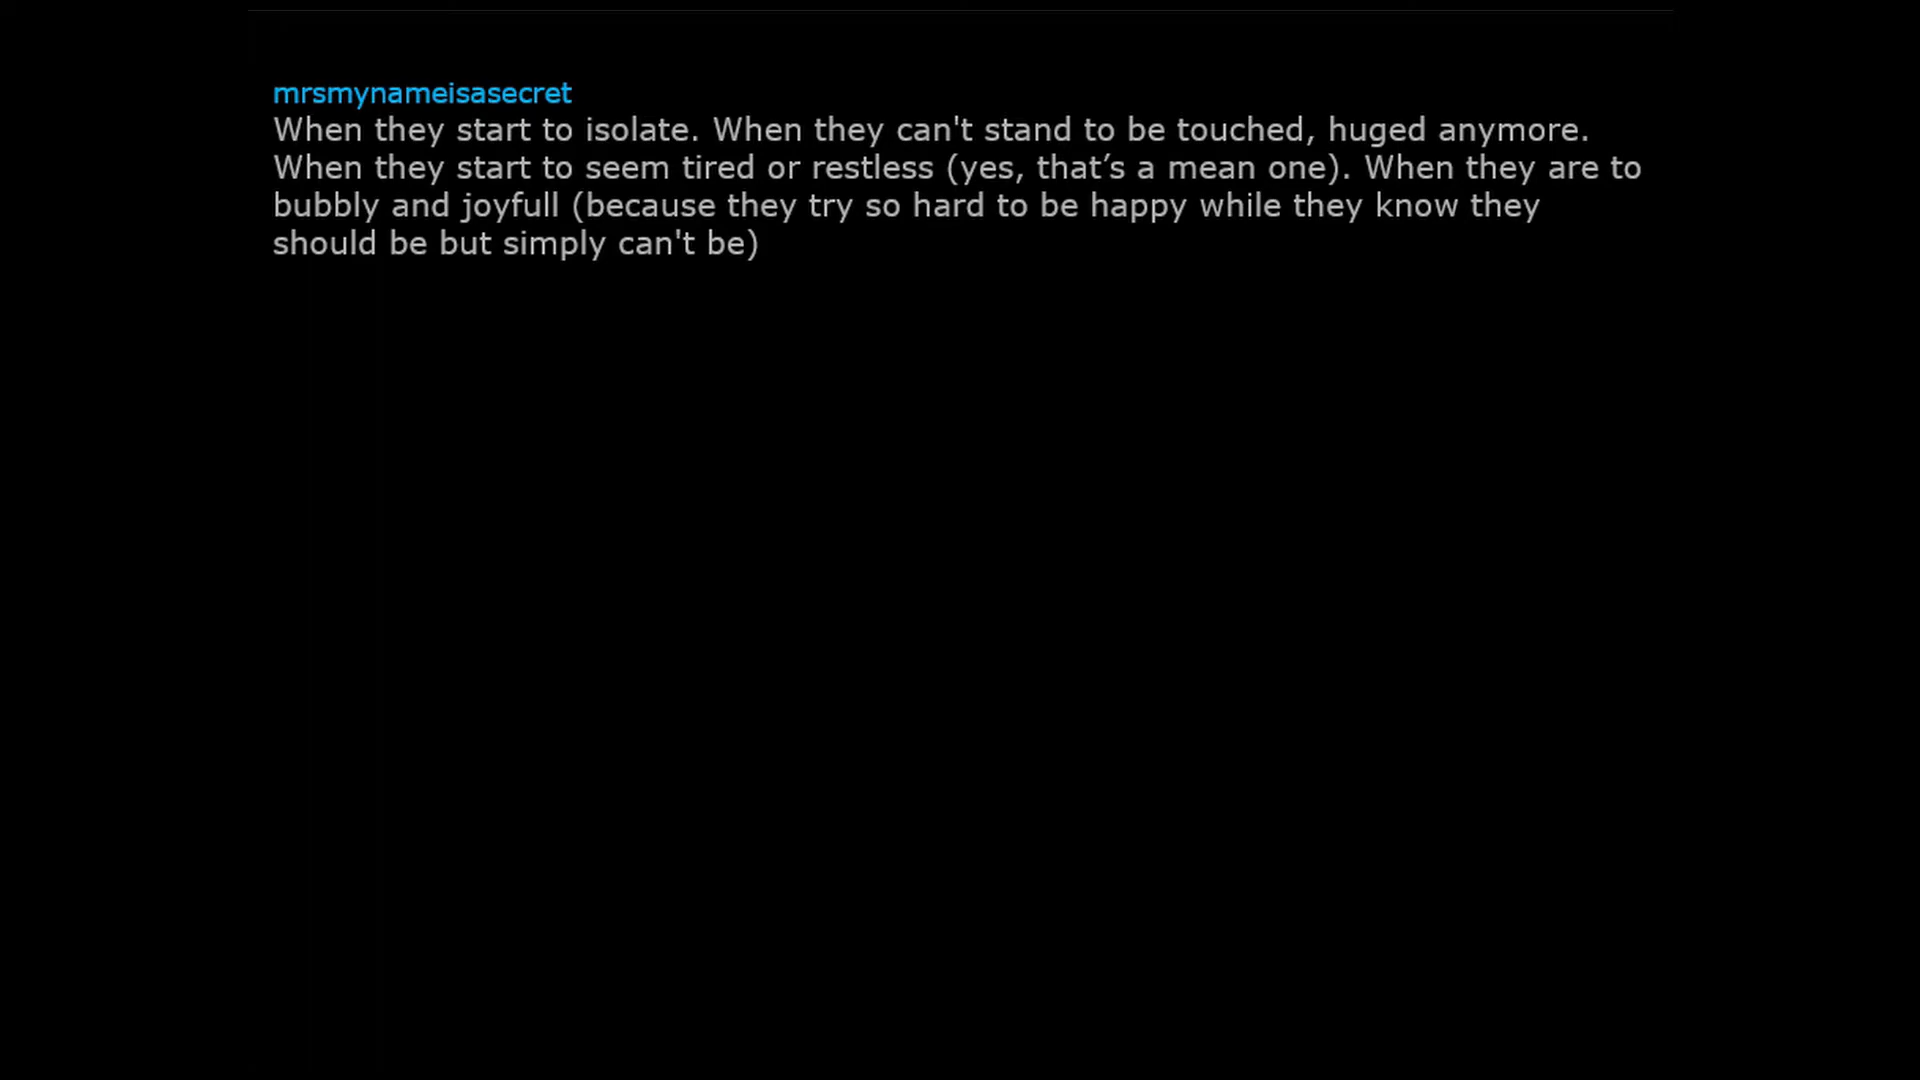 mrsmynameisasecret
When they start to isolate. When they can't stand to be touched, huged anymore.
When they start to seem tired or restless (yes, that’s a mean one). When they are to
bubbly and joyfull (because they try so hard to be happy while they know they
should be but simply can't be)